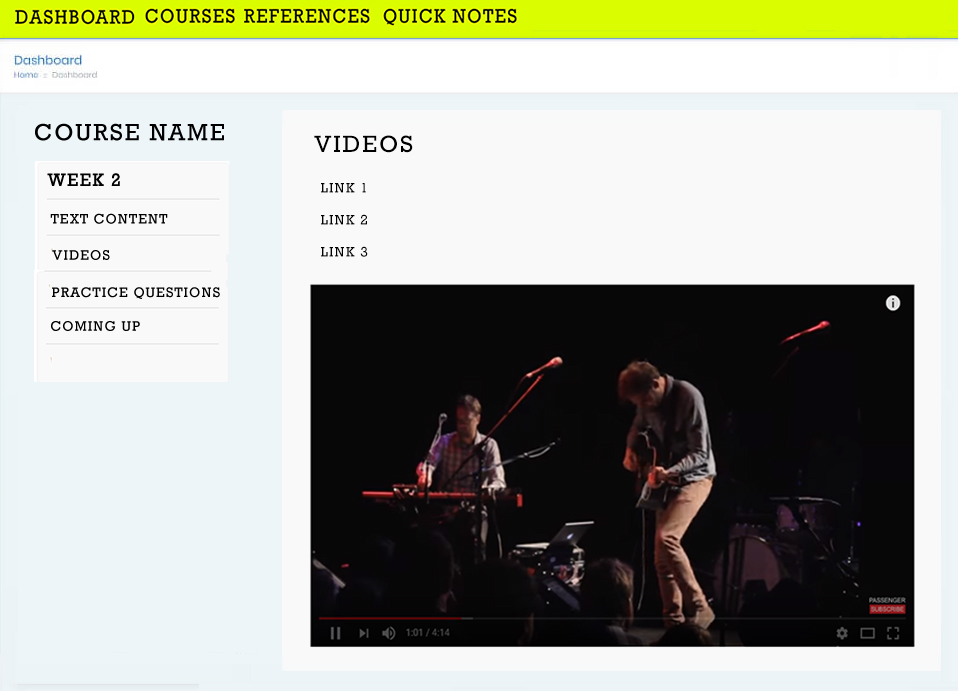 DASHBOARD COURSES REFERENCES QUICK NOTES
Dashboard
Home :: Dashboard
COURSE NAME
WEEK 2
TEXT CONTENT
VIDEOS
PRACTICE QUESTIONS
COMING UP
VIDEOS
LINK 1
LINK 2
LINK 3
i
PASSENGER
SUBSCRIBE
1:01 / 4:14